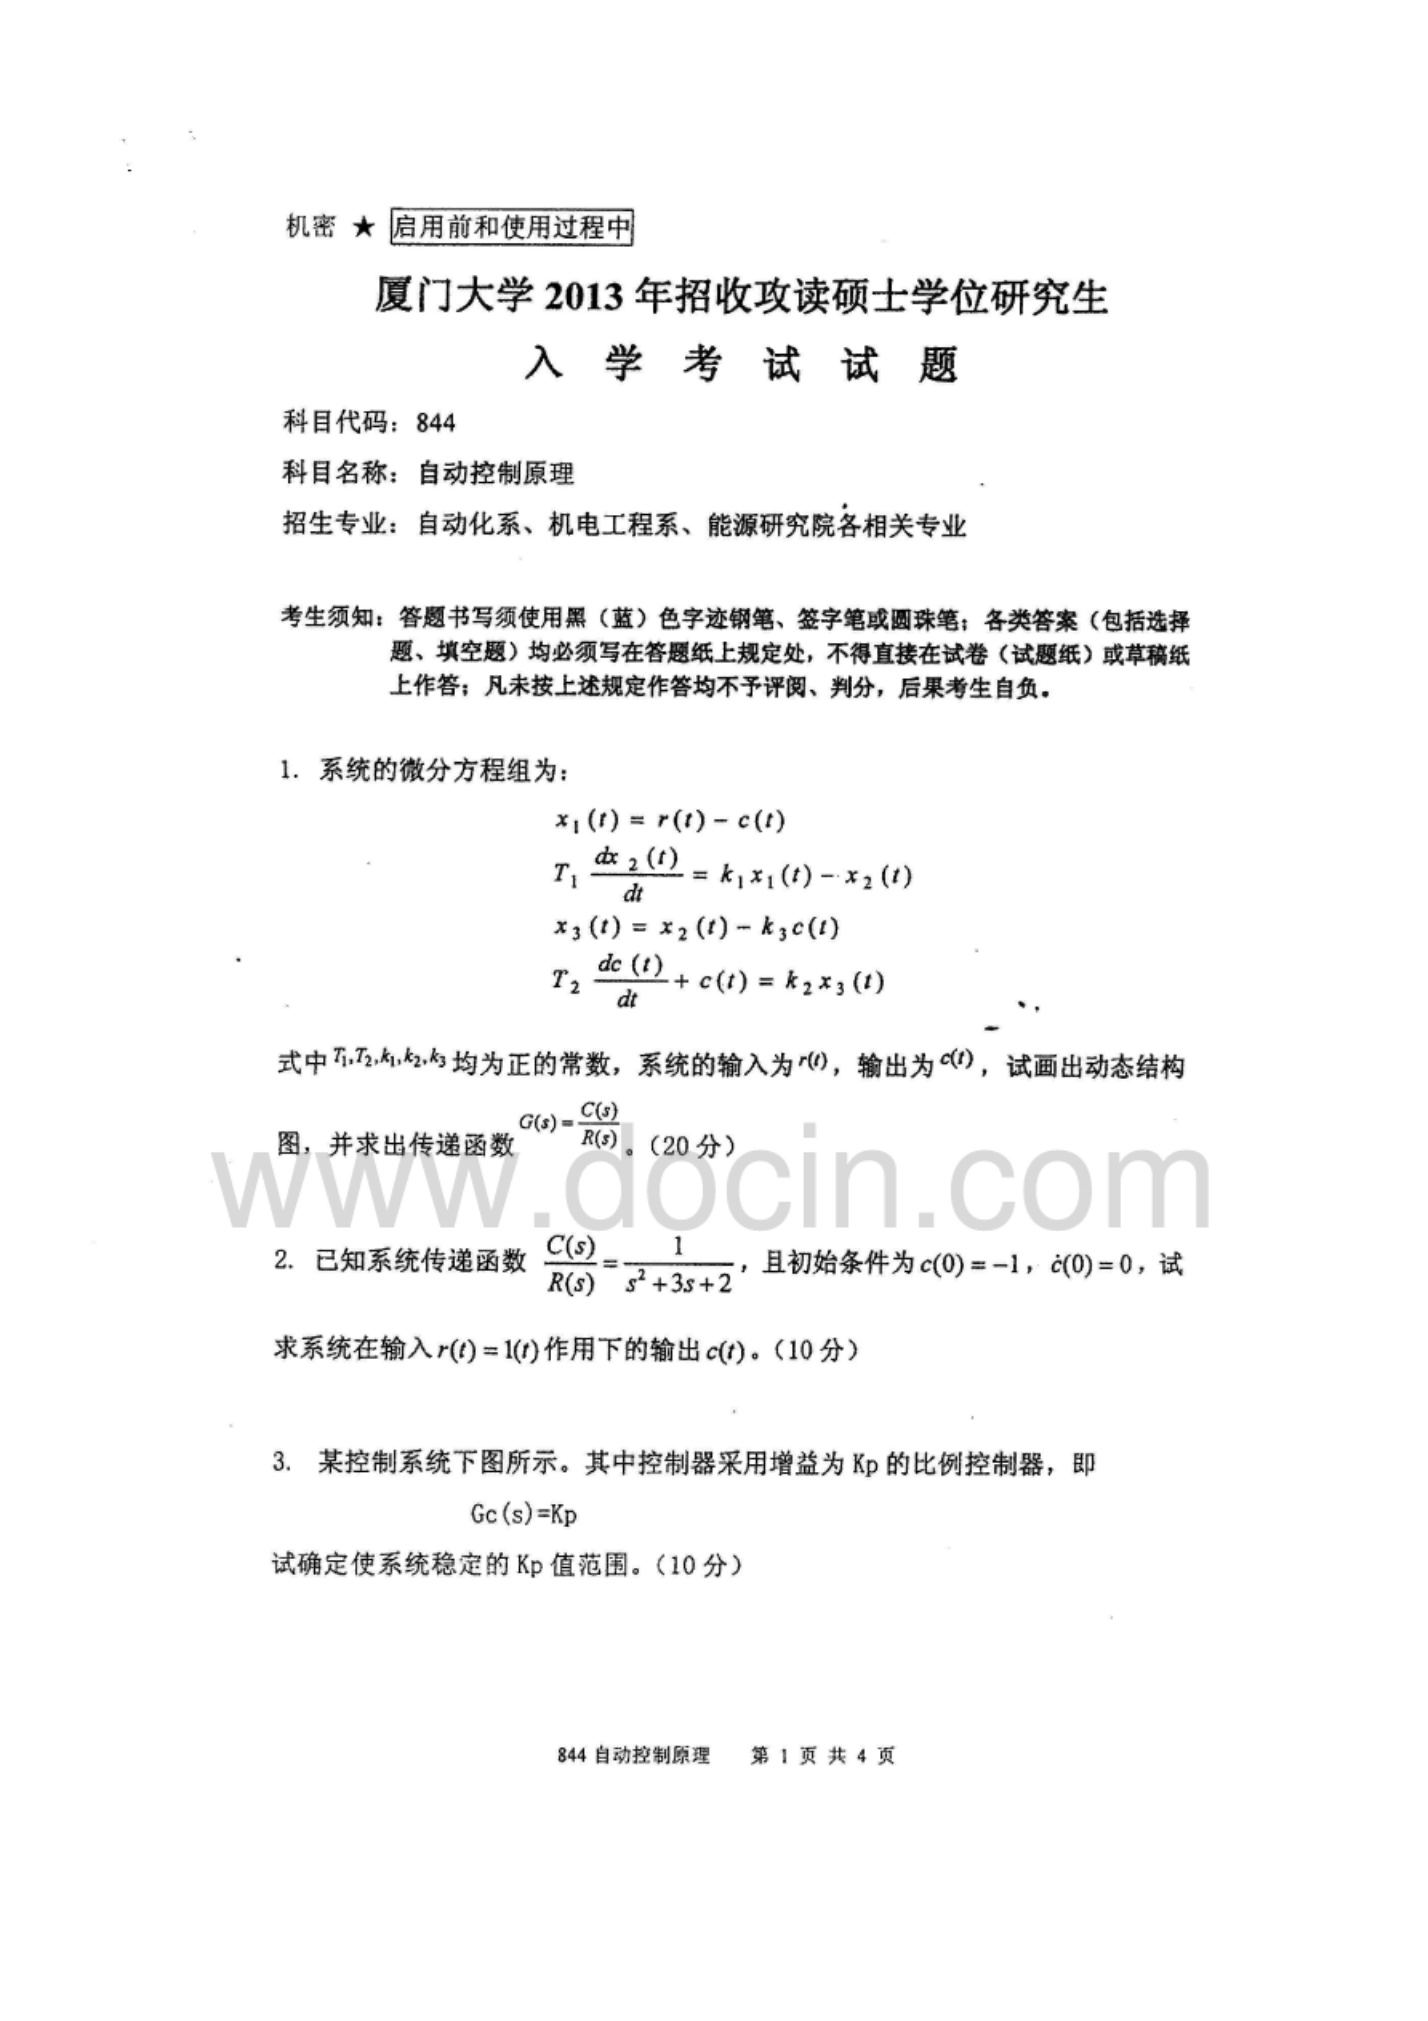 机密 ★ 启用前和使用过程中
厦门大学 2013 年招收攻读硕士学位研究生
入 学 考 试 试 题
科目代码：844
科目名称：自动控制原理
招生专业：自动化系、机电工程系、能源研究院各相关专业
考生须知：答题书写须使用黑（蓝）色字迹钢笔、签字笔或圆珠笔；各类答案（包括选择
题、填空题）均必须写在答题纸上规定处，不得直接在试卷（试题纸）或草稿纸
上作答；凡未按上述规定作答均不予评阅、判分，后果考生自负。
1. 系统的微分方程组为：
x₁(t) = r(t) − c(t)
T₁ dx₂(t)/dt = k₁x₁(t) − x₂(t)
x₃(t) = x₂(t) − k₃c(t)
T₂ dc(t)/dt + c(t) = k₂x₃(t)
式中 T₁,T₂,k₁,k₂,k₃ 均为正的常数，系统的输入为 r(t)，输出为 c(t)，试画出动态结构
图，并求出传递函数 G(s) = C(s)/R(s)。（20 分）
www.docin.com
2. 已知系统传递函数 C(s)/R(s) = 1/(s²+3s+2)，且初始条件为 c(0) = −1，ċ(0) = 0，试
求系统在输入 r(t) = 1(t) 作用下的输出 c(t)。（10 分）
3. 某控制系统下图所示。其中控制器采用增益为 Kp 的比例控制器，即
Gc(s)=Kp
试确定使系统稳定的 Kp 值范围。（10 分）
844 自动控制原理 第 1 页 共 4 页